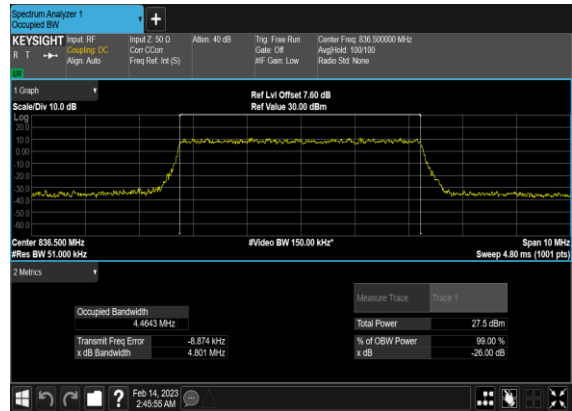 Spectrum Analyzer 1
Occupied BW
+
KEYSIGHT Input: RF Input Z: 50 Ω Atten: 40 dB Trig: Free Run Center Freq: 836.500000 MHz
R T Coupling: DC Corr CCorr Gate: Off Avg|Hold: 100/100
Align: Auto Freq Ref: Int (S) #IF Gain: Low Radio Std: None
LXI
1 Graph
Ref Lvl Offset 7.60 dB
Scale/Div 10.0 dB Ref Value 30.00 dBm
Log
20.0
10.0
0.00
-10.0
-20.0
-30.0
-40.0
-50.0
-60.0
Center 836.500 MHz #Video BW 150.00 kHz* Span 10 MHz
#Res BW 51.000 kHz Sweep 4.80 ms (1001 pts)
2 Metrics
Measure Trace Trace 1
Occupied Bandwidth
4.4643 MHz
Total Power 27.5 dBm
Transmit Freq Error -8.874 kHz % of OBW Power 99.00 %
x dB Bandwidth 4.801 MHz x dB -26.00 dB
? Feb 14, 2023
2:45:55 AM